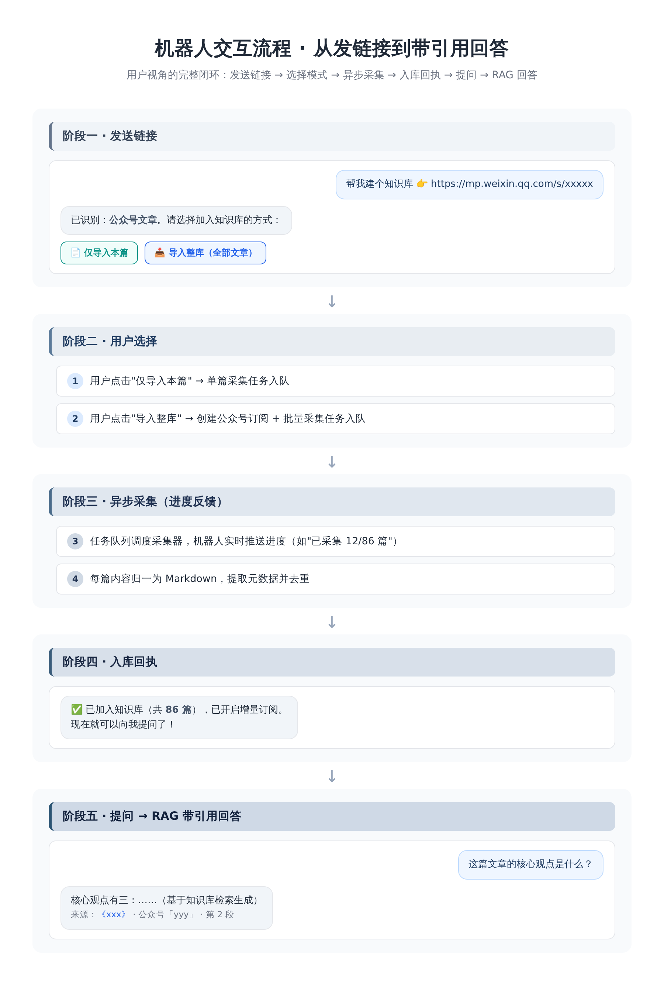 机器人交互流程 · 从发链接到带引用回答
用户视角的完整闭环：发送链接 → 选择模式 → 异步采集 → 入库回执 → 提问 → RAG 回答
阶段一 · 发送链接
帮我建个知识库 👉 https://mp.weixin.qq.com/s/xxxxx
已识别：公众号文章。请选择加入知识库的方式：
📄 仅导入本篇
📥 导入整库（全部文章）
↓
阶段二 · 用户选择
1 用户点击"仅导入本篇" → 单篇采集任务入队
2 用户点击"导入整库" → 创建公众号订阅 + 批量采集任务入队
↓
阶段三 · 异步采集（进度反馈）
3 任务队列调度采集器，机器人实时推送进度（如"已采集 12/86 篇"）
4 每篇内容归一为 Markdown，提取元数据并去重
↓
阶段四 · 入库回执
✅ 已加入知识库（共 86 篇），已开启增量订阅。
现在就可以向我提问了！
↓
阶段五 · 提问 → RAG 带引用回答
这篇文章的核心观点是什么？
核心观点有三：……（基于知识库检索生成）
来源：《xxx》 · 公众号「yyy」 · 第 2 段